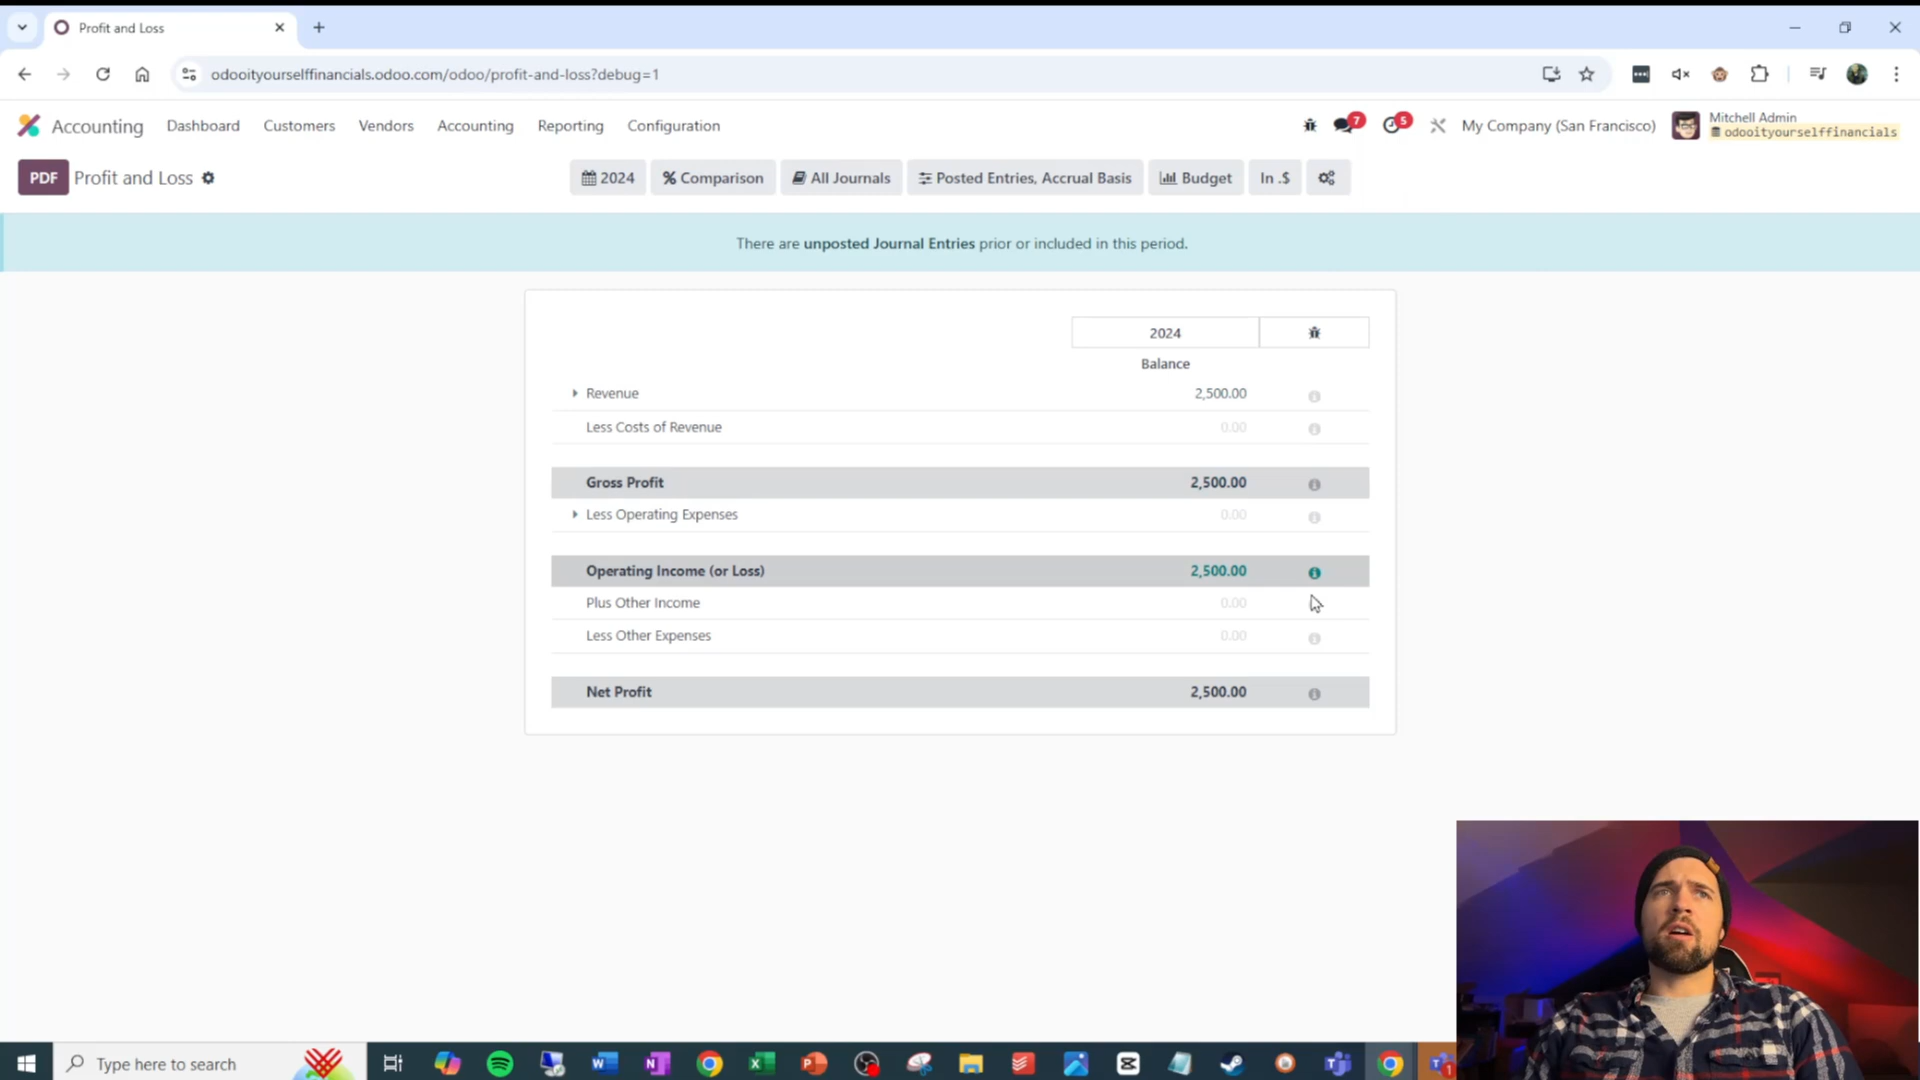 Profit and Loss
odooityourselffinancials.odoo.com/odoo/profit-and-loss?debug=1
Accounting Dashboard Customers Vendors Accounting Reporting Configuration 7 5 My Company (San Francisco) Mitchell Admin
odooityourselffinancials
PDF Profit and Loss 2024 % Comparison All Journals Posted Entries, Accrual Basis Budget In .$
There are unposted Journal Entries prior or included in this period.
2024
Balance
Revenue 2,500.00
Less Costs of Revenue 0.00
Gross Profit 2,500.00
Less Operating Expenses 0.00
Operating Income (or Loss) 2,500.00
Plus Other Income 0.00
Less Other Expenses 0.00
Net Profit 2,500.00
Type here to search